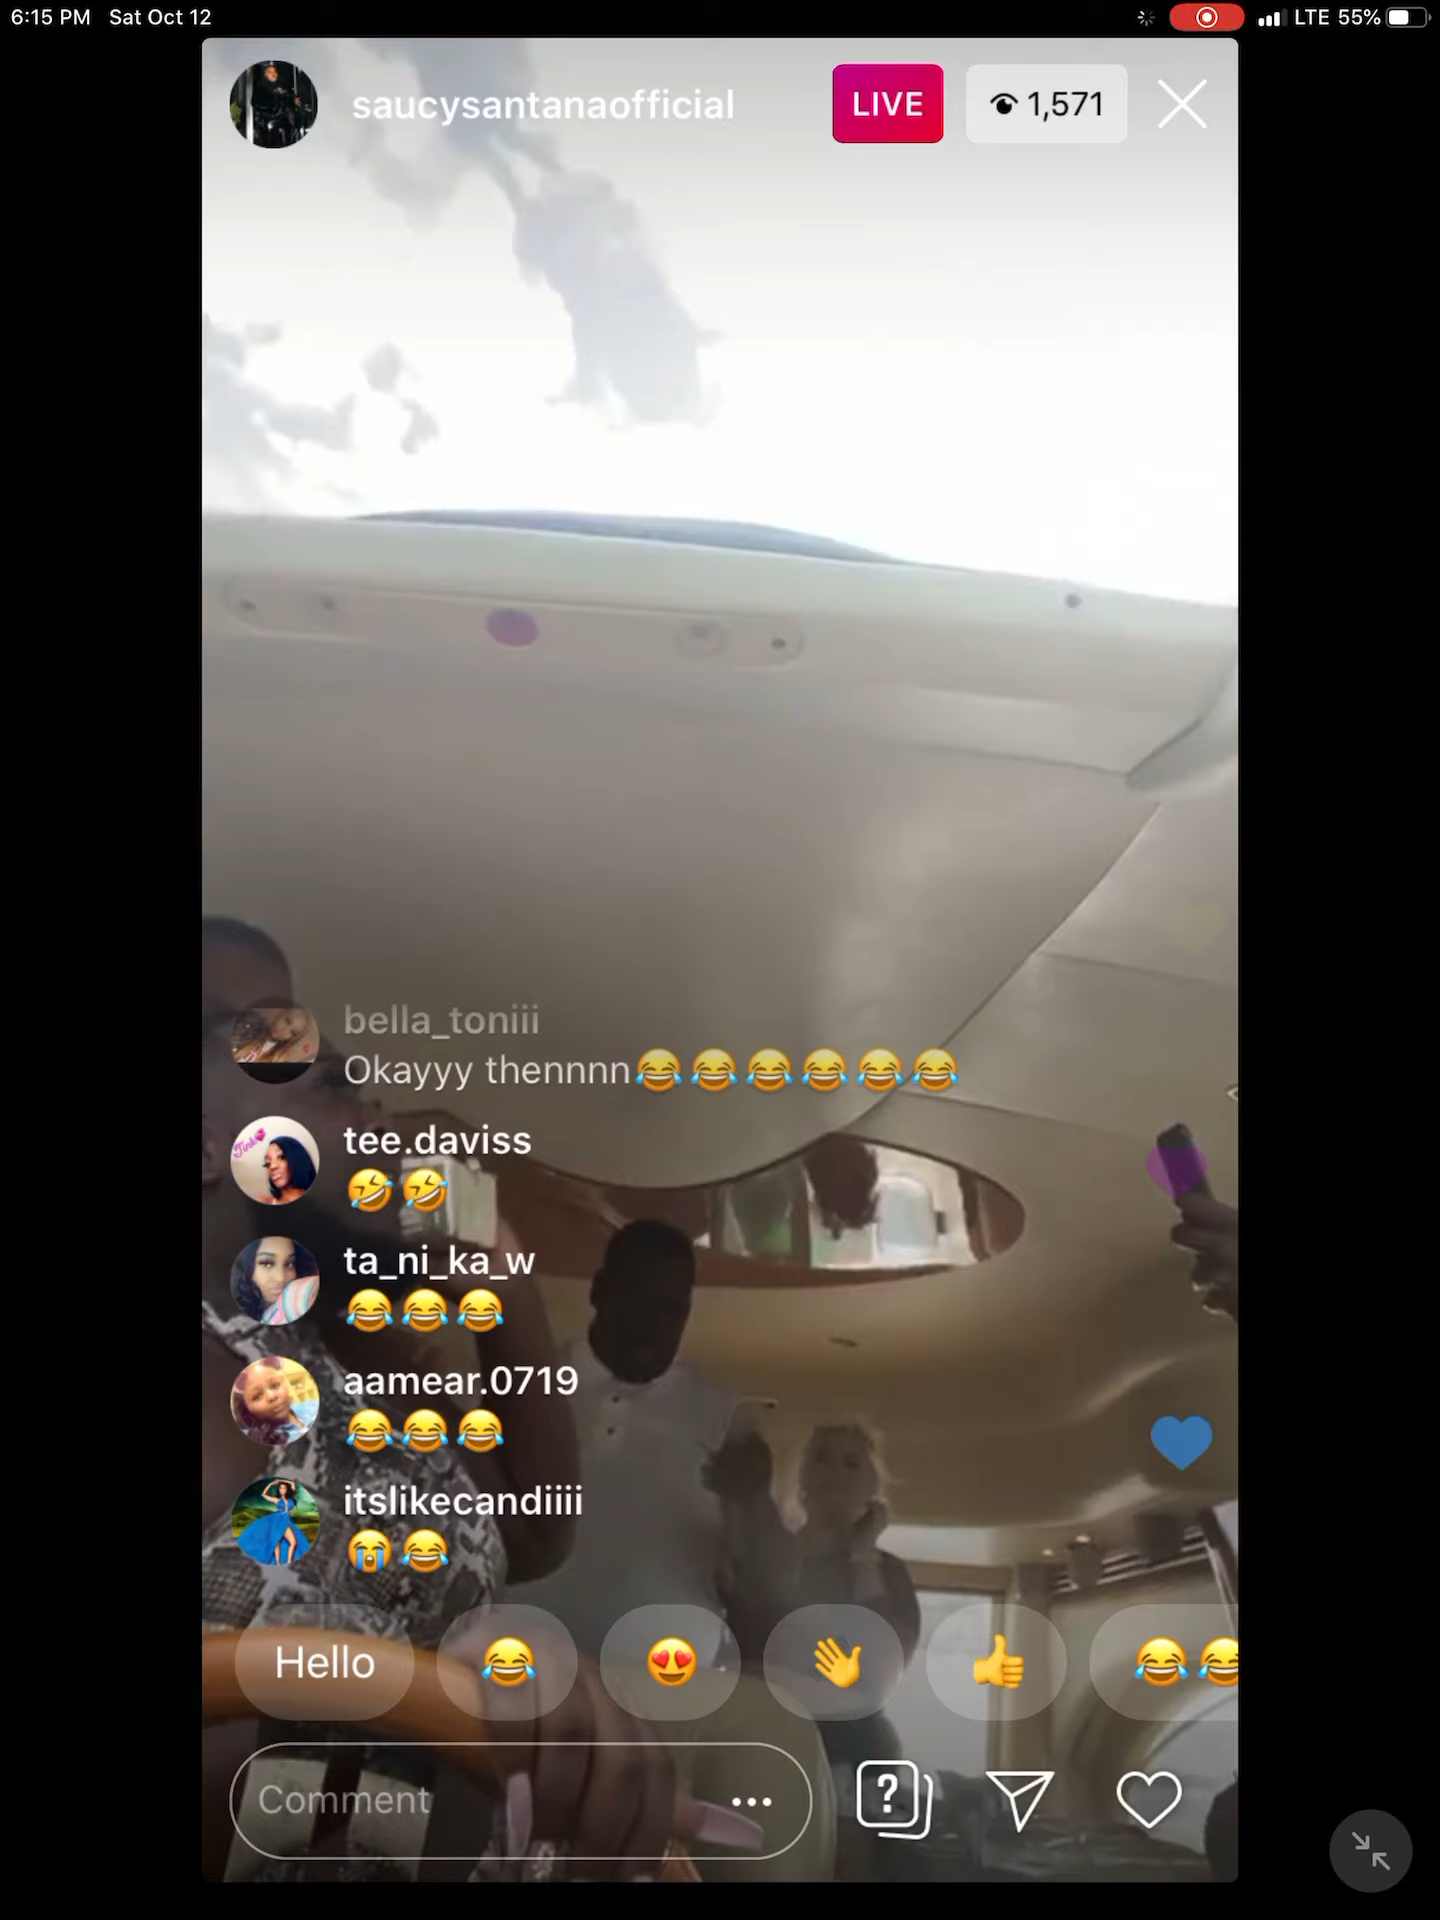 6:15 PM Sat Oct 12
LTE 55%
saucysantanaofficial
LIVE
1,571
bella_toniii
Okayyy thennnn😂😂😂😂😂😂
tee.daviss
🤣🤣
ta_ni_ka_w
😂😂😂
aamear.0719
😂😂😂
itslikecandiiii
😭😂
Hello 😂 😍 👋 👍 😂😂
Comment
?